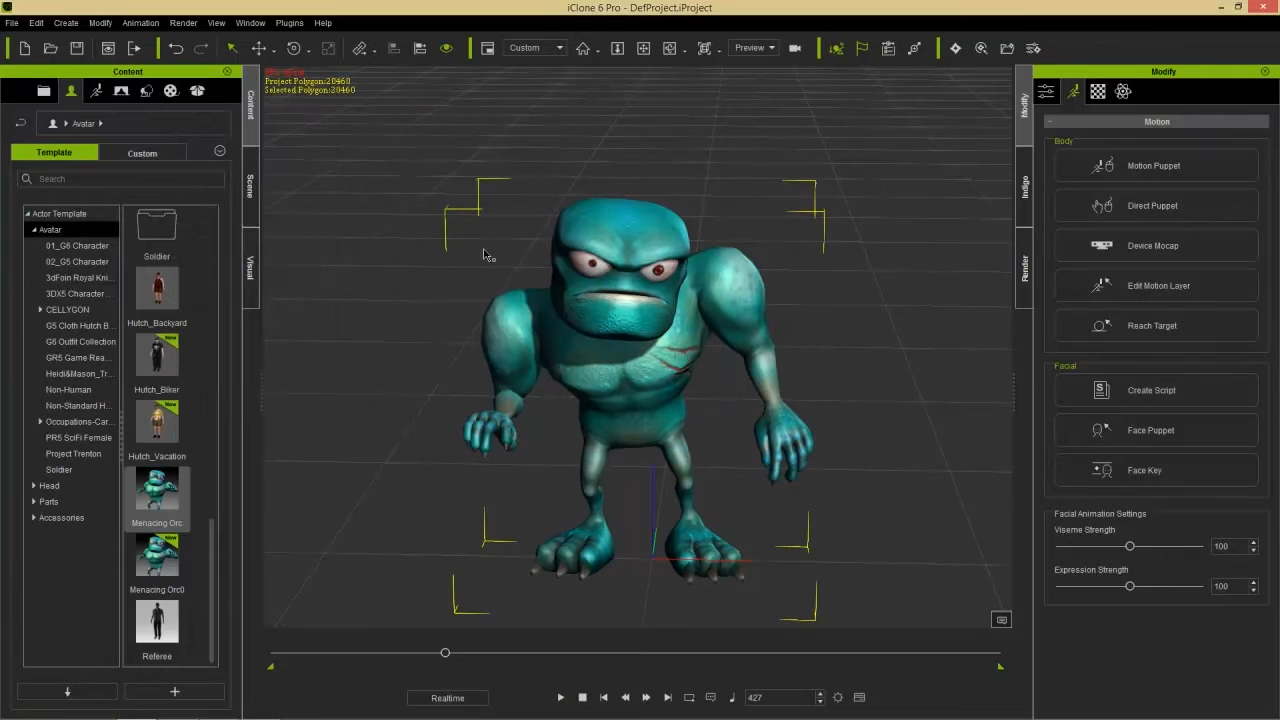 iClone 6 Pro - DefProject.iProject
File Edit Create Modify Animation Render View Window Plugins Help
Custom Preview
Content
Avatar
Template Custom
Search
Actor Template
Avatar
01_G6 Character
02_G6 Character
3dFoin Royal Kni...
3DX5 Character ...
CELLYGON
G5 Cloth Hutch B...
G6 Outfit Collection
GR5 Game Rea...
Heidi&Mason_Tr...
Non-Human
Non-Standard H...
Occupations-Car...
PR5 SciFi Female
Project Trenton
Soldier
Head
Parts
Accessories
Soldier
Hutch_Backyard
New
Hutch_Biker
New
Hutch_Vacation
Menacing Orc
New
Menacing Orc0
Referee
Content
Scene
Visual
Project Polygon:20460
Selected Polygon:20460
Realtime
427
Modify
Indigo
Render
Modify
Motion
Body
Motion Puppet
Direct Puppet
Device Mocap
Edit Motion Layer
Reach Target
Facial
Create Script
Face Puppet
Face Key
Facial Animation Settings
Viseme Strength
100
Expression Strength
100